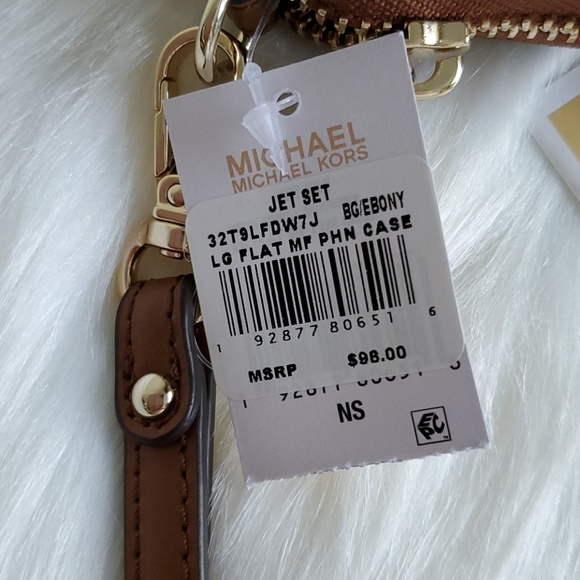 MICHAEL
MICHAEL KORS
JET SET
32T9LFDW7J BG/EBONY
LG FLAT MF PHN CASE
1 92877 80651 6
MSRP $98.00
NS
EPC